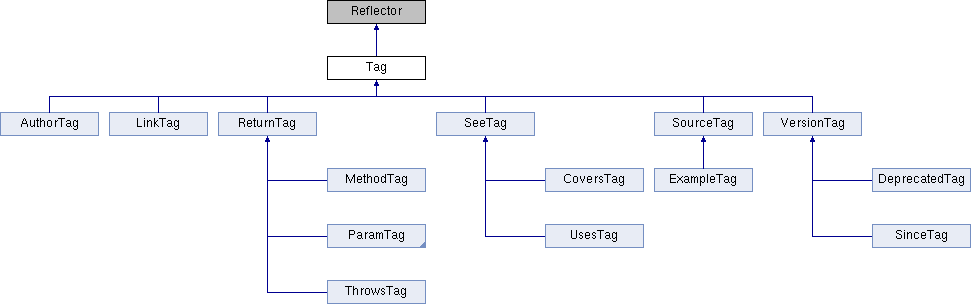 Reflector
Tag
AuthorTag
LinkTag
ReturnTag
SeeTag
SourceTag
VersionTag
MethodTag
CoversTag
ExampleTag
DeprecatedTag
ParamTag
UsesTag
SinceTag
ThrowsTag